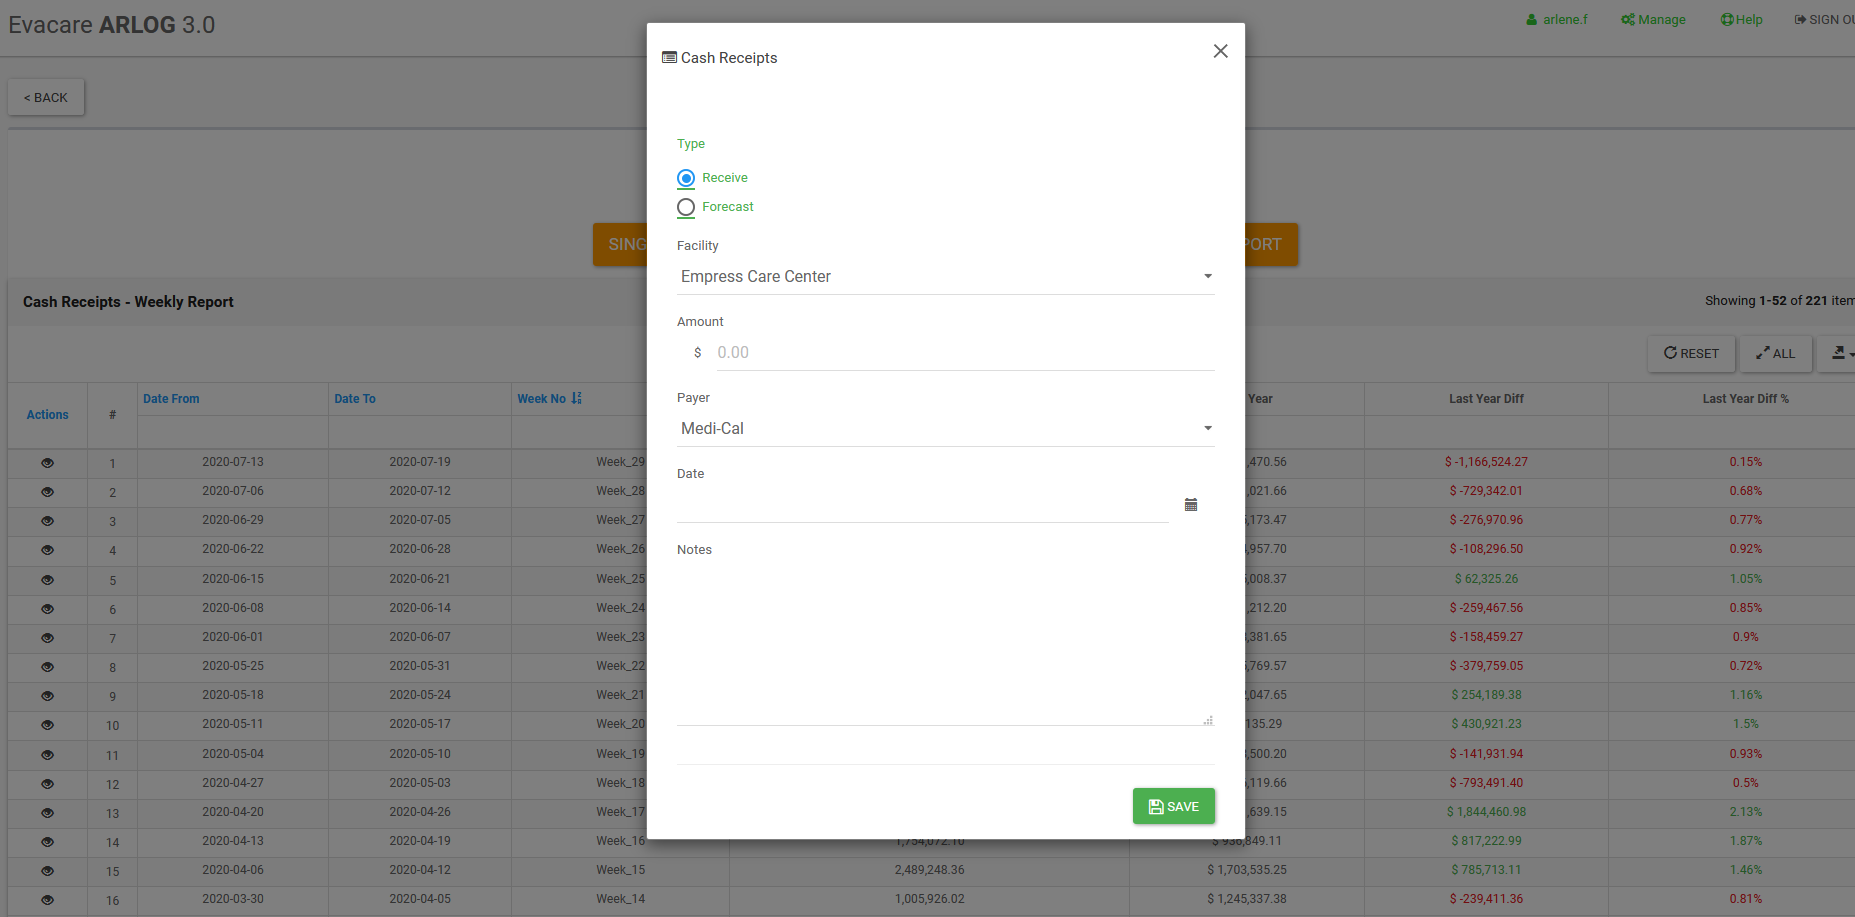 Evacare ARLOG 3.0
arlene.f Manage Help SIGN OU
< BACK
Cash Receipts
Type
Receive
Forecast
Facility
Empress Care Center
Amount
$ 0.00
Payer
Medi-Cal
Date
Notes
SAVE
SING PORT
Cash Receipts - Weekly Report Showing 1-52 of 221 item
RESET ALL
Actions # Date From Date To Week No Year Last Year Diff Last Year Diff %
1 2020-07-13 2020-07-19 Week_29 ,470.56 $ -1,166,524.27 0.15%
2 2020-07-06 2020-07-12 Week_28 ,021.66 $ -729,342.01 0.68%
3 2020-06-29 2020-07-05 Week_27 ,173.47 $ -276,970.96 0.77%
4 2020-06-22 2020-06-28 Week_26 ,957.70 $ -108,296.50 0.92%
5 2020-06-15 2020-06-21 Week_25 ,008.37 $ 62,325.26 1.05%
6 2020-06-08 2020-06-14 Week_24 ,212.20 $ -259,467.56 0.85%
7 2020-06-01 2020-06-07 Week_23 ,381.65 $ -158,459.27 0.9%
8 2020-05-25 2020-05-31 Week_22 ,769.57 $ -379,759.05 0.72%
9 2020-05-18 2020-05-24 Week_21 ,047.65 $ 254,189.38 1.16%
10 2020-05-11 2020-05-17 Week_20 135.29 $ 430,921.23 1.5%
11 2020-05-04 2020-05-10 Week_19 ,500.20 $ -141,931.94 0.93%
12 2020-04-27 2020-05-03 Week_18 ,119.66 $ -793,491.40 0.5%
13 2020-04-20 2020-04-26 Week_17 ,639.15 $ 1,844,460.98 2.13%
14 2020-04-13 2020-04-19 Week_16 1,754,072.10 $ 936,849.11 $ 817,222.99 1.87%
15 2020-04-06 2020-04-12 Week_15 2,489,248.36 $ 1,703,535.25 $ 785,713.11 1.46%
16 2020-03-30 2020-04-05 Week_14 1,005,926.02 $ 1,245,337.38 $ -239,411.36 0.81%